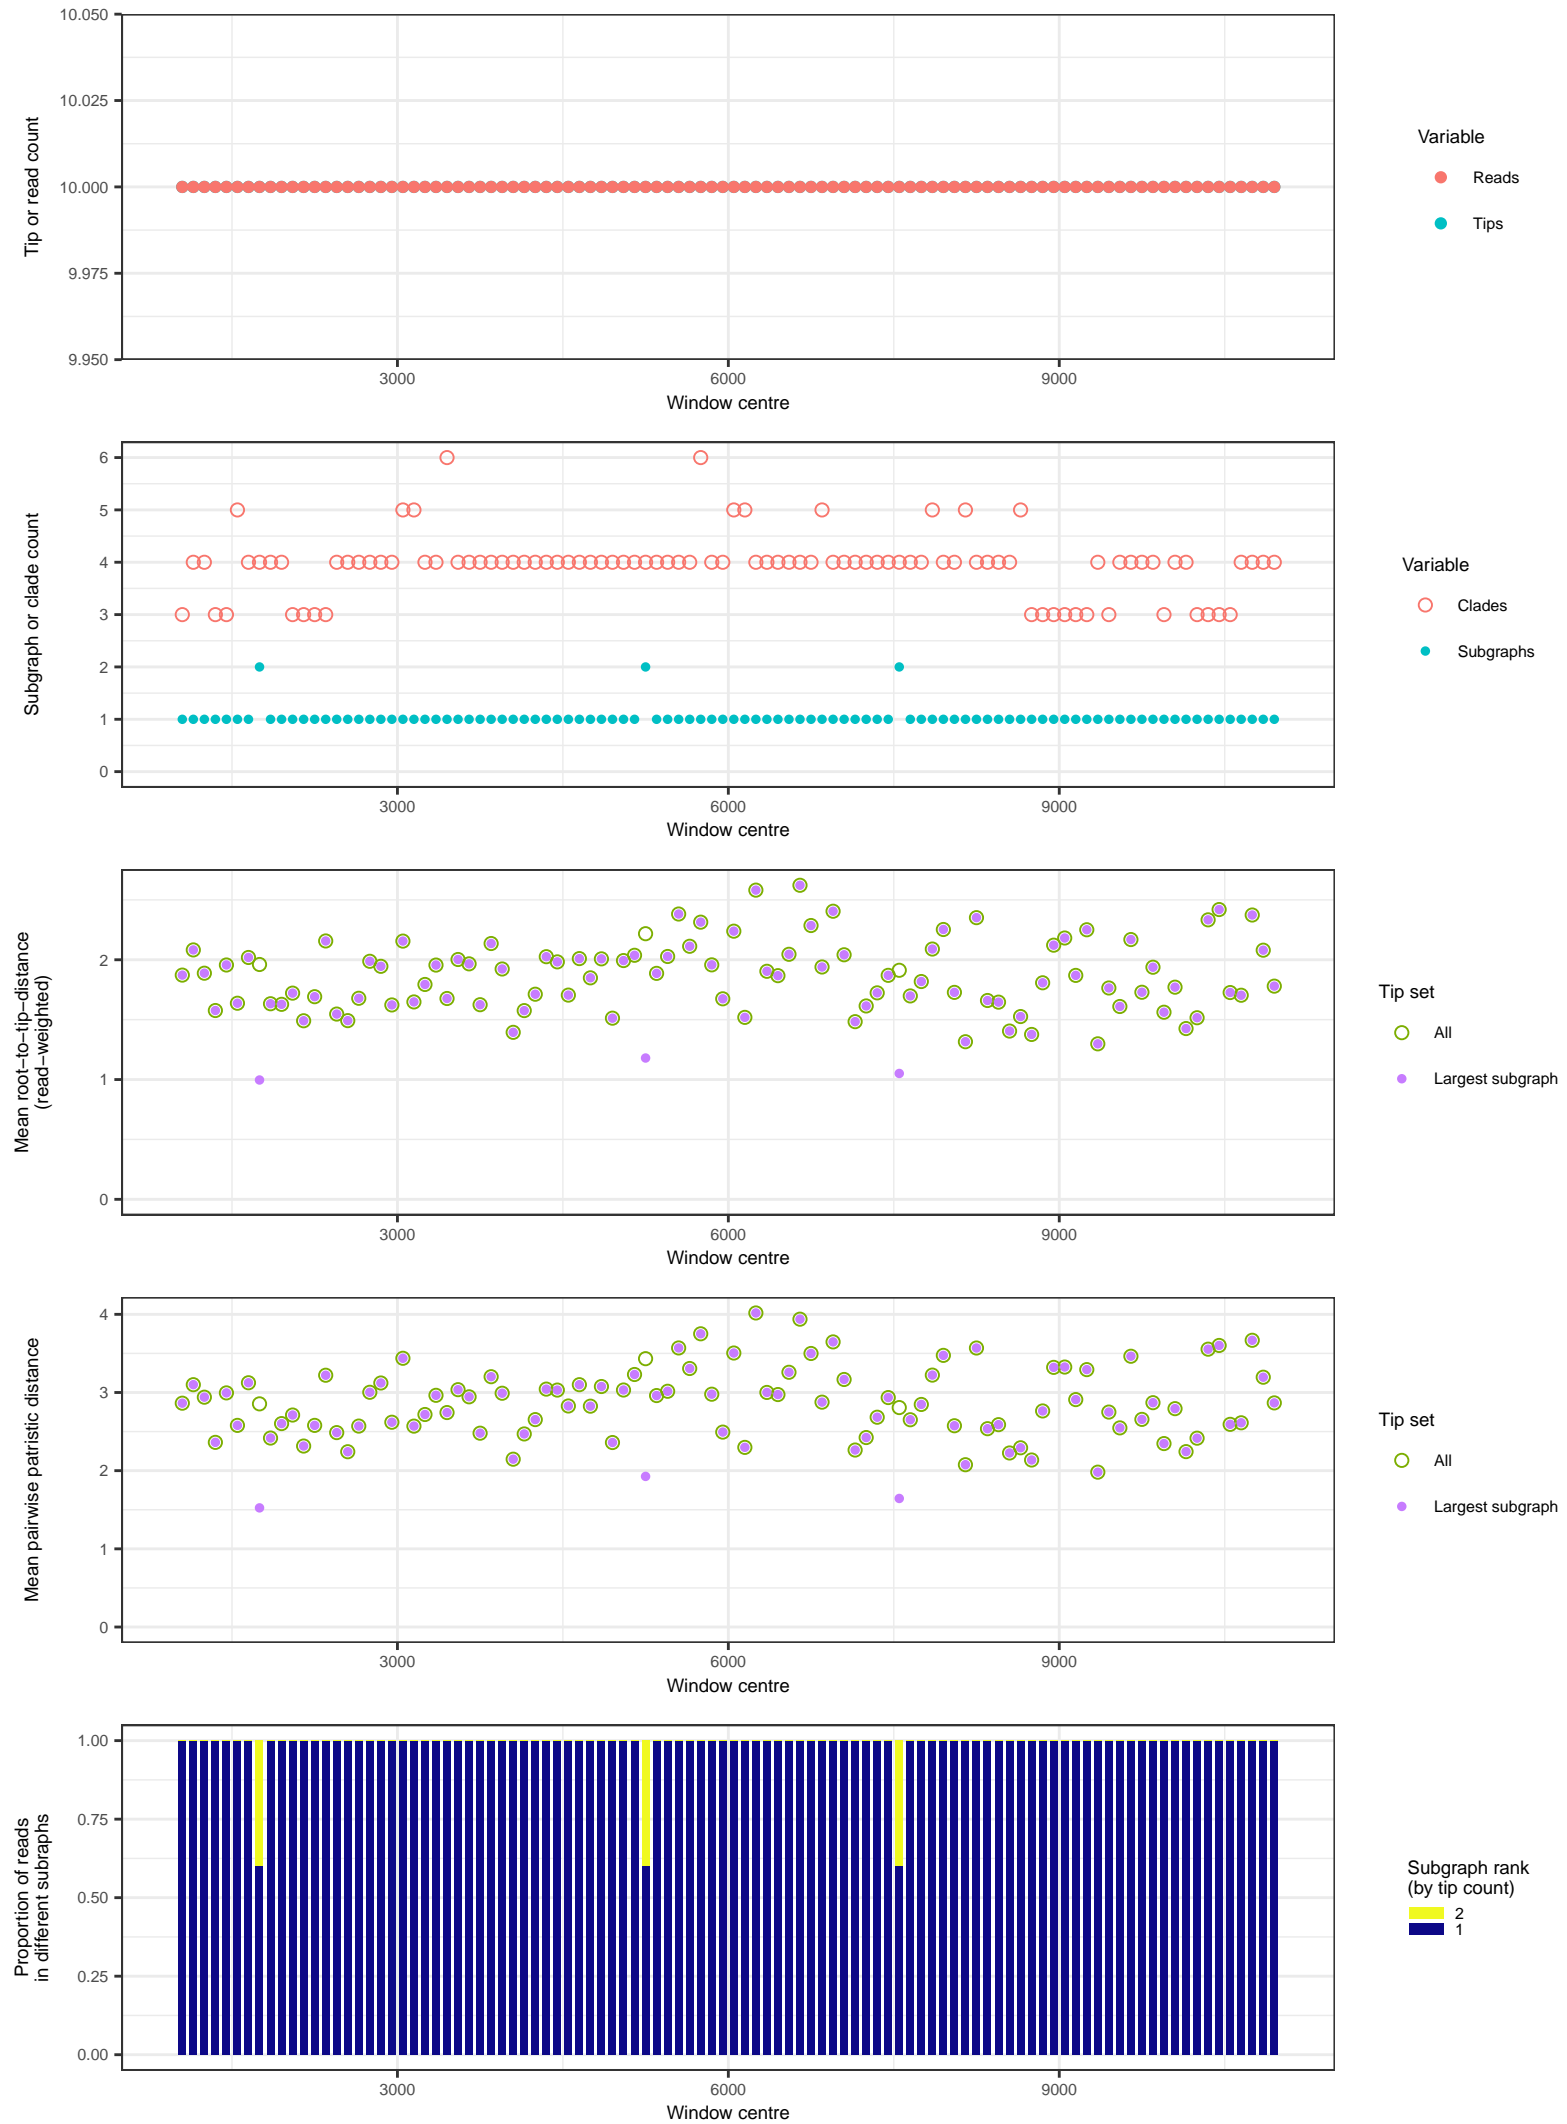 10.050
10.025
10.000
9.975
9.950
Tip or read count
3000
6000
9000
Window centre
Variable
Reads
Tips
6
5
4
3
2
1
0
Subgraph or clade count
3000
6000
9000
Window centre
Variable
Clades
Subgraphs
2
1
0
Mean root−to−tip−distance
(read−weighted)
3000
6000
9000
Window centre
Tip set
All
Largest subgraph
4
3
2
1
0
Mean pairwise patristic distance
3000
6000
9000
Window centre
Tip set
All
Largest subgraph
1.00
0.75
0.50
0.25
0.00
Proportion of reads
in different subraphs
3000
6000
9000
Window centre
Subgraph rank
(by tip count)
2
1